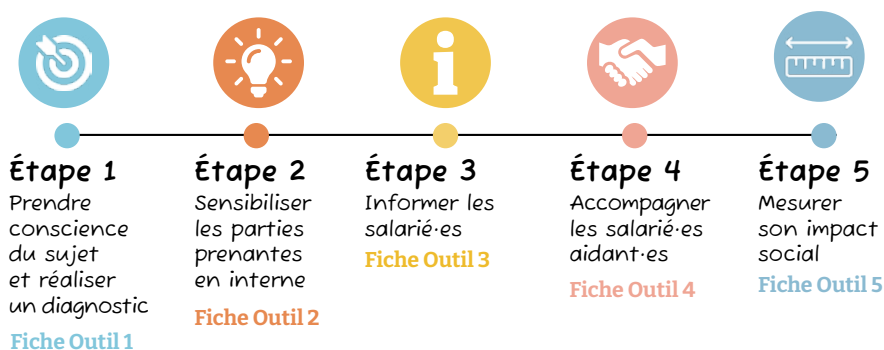 Étape 1
Prendre
conscience
du sujet
et réaliser
un diagnostic
Fiche Outil 1
Étape 2
Sensibiliser
les parties
prenantes
en interne
Fiche Outil 2
Étape 3
Informer les
salarié·es
Fiche Outil 3
Étape 4
Accompagner
les salarié·es
aidant·es
Fiche Outil 4
Étape 5
Mesurer
son impact
social
Fiche Outil 5